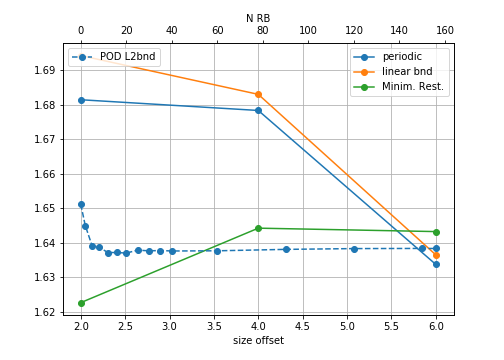 N RB
0 20 40 60 80 100 120 140 160
POD L2bnd
periodic
linear bnd
Minim. Rest.
1.69
1.68
1.67
1.66
1.65
1.64
1.63
1.62
2.0 2.5 3.0 3.5 4.0 4.5 5.0 5.5 6.0
size offset